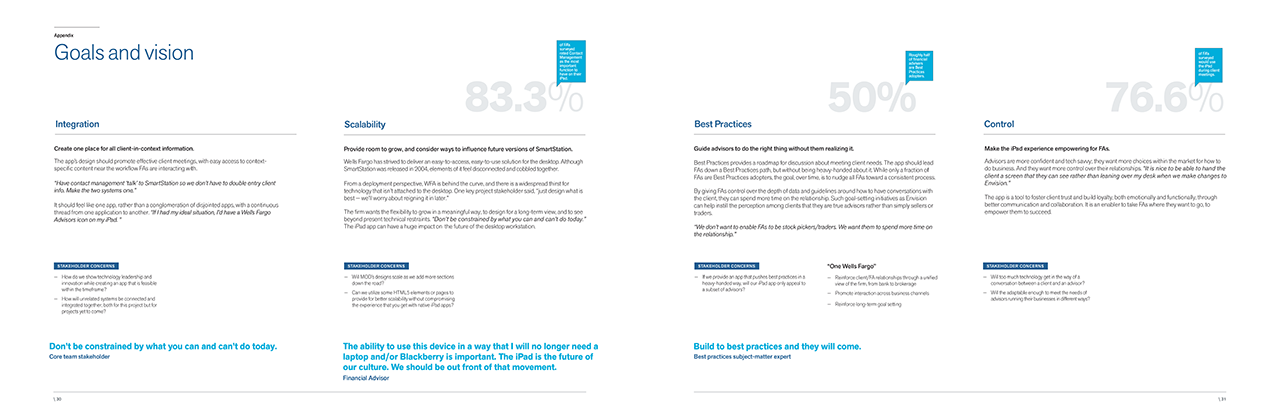 Appendix
Goals and vision
of FAs
surveyed
rated Content
Management
as the most
important
function to
have on their
iPad.
83.3%
Integration
Create one place for all client-in-context information.
The app's design should promote effective client meetings, with easy access to context-
specific content near the workflow FAs are interacting with.
"Have contact management 'talk' to SmartStation so we don't have to double entry client
info. Make the two systems one."
It should feel like one app, rather than a conglomeration of disjointed apps, with a continuous
thread from one application to another. "If I had my ideal situation, I'd have a Wells Fargo
Advisors icon on my iPad."
STAKEHOLDER CONCERNS
— How do we show technology leadership and
innovation while creating an app that is feasible
within the timeframe?
— How will unrelated systems be connected and
integrated together, both for this project but for
projects yet to come?
Don't be constrained by what you can and can't do today.
Core team stakeholder
Scalability
Provide room to grow, and consider ways to influence future versions of SmartStation.
Wells Fargo has strived to deliver an easy-to-access, easy-to-use solution for the desktop. Although
SmartStation was released in 2004, elements of it feel disconnected and cobbled together.
From a deployment perspective, WFA is behind the curve, and there is a widespread thirst for
technology that isn't attached to the desktop. One key project stakeholder said, "just design what is
best – we'll worry about reigning it in later."
The firm wants the flexibility to grow in a meaningful way, to design for a long-term view, and to see
beyond present technical restraints. "Don't be constrained by what you can and can't do today."
The iPad app can have a huge impact on the future of the desktop workstation.
STAKEHOLDER CONCERNS
— Will MOD5's designs scale as we add more sections
down the road?
— Can we utilize some HTML5 elements or pages to
provide for better scalability without compromising
the experience that you get with native iPad apps?
The ability to use this device in a way that I will no longer need a
laptop and/or Blackberry is important. The iPad is the future of
our culture. We should be out front of that movement.
Financial Advisor
1.30
Roughly half
of financial
advisers
are Best
Practices
adopters.
50%
Best Practices
Guide advisors to do the right thing without them realizing it.
Best Practices provides a roadmap for discussion about meeting client needs. The app should lead
FAs down a Best Practices path, but without being heavy-handed about it. While only a fraction of
FAs are Best Practices adopters, the goal, over time, is to nudge all FAs toward a consistent process.
By giving FAs control over the depth of data and guidelines around how to have conversations with
the client, they can spend more time on the relationship. Such goal-setting initiatives as Envision
can help instill the perception among clients that they are true advisors rather than simply sellers or
traders.
"We don't want to enable FAs to be stock pickers/traders. We want them to spend more time on
the relationship."
STAKEHOLDER CONCERNS
— If we provide an app that pushes best practices in a
heavy-handed way, will our iPad app only appeal to
a subset of advisors?
"One Wells Fargo"
— Reinforce client/FA relationships through a unified
view of the firm, from bank to brokerage
— Promote interaction across business channels
— Reinforce long-term goal setting
Build to best practices and they will come.
Best practices subject-matter expert
of FAs
surveyed
would use
the iPad
during client
meetings.
76.6%
Control
Make the iPad experience empowering for FAs.
Advisors are more confident and tech savvy; they want more choices within the market for how to
do business. And they want more control over their relationships. "It is nice to be able to hand the
client a screen that they can see rather than leaning over my desk when we make changes to
Envision."
The app is a tool to foster client trust and build loyalty, both emotionally and functionally, through
better communication and collaboration. It is an enabler to take FAs where they want to go, to
empower them to succeed.
STAKEHOLDER CONCERNS
— Will too much technology get in the way of a
conversation between a client and an advisor?
— Will the adaptable enough to meet the needs of
advisors running their businesses in different ways?
1.31